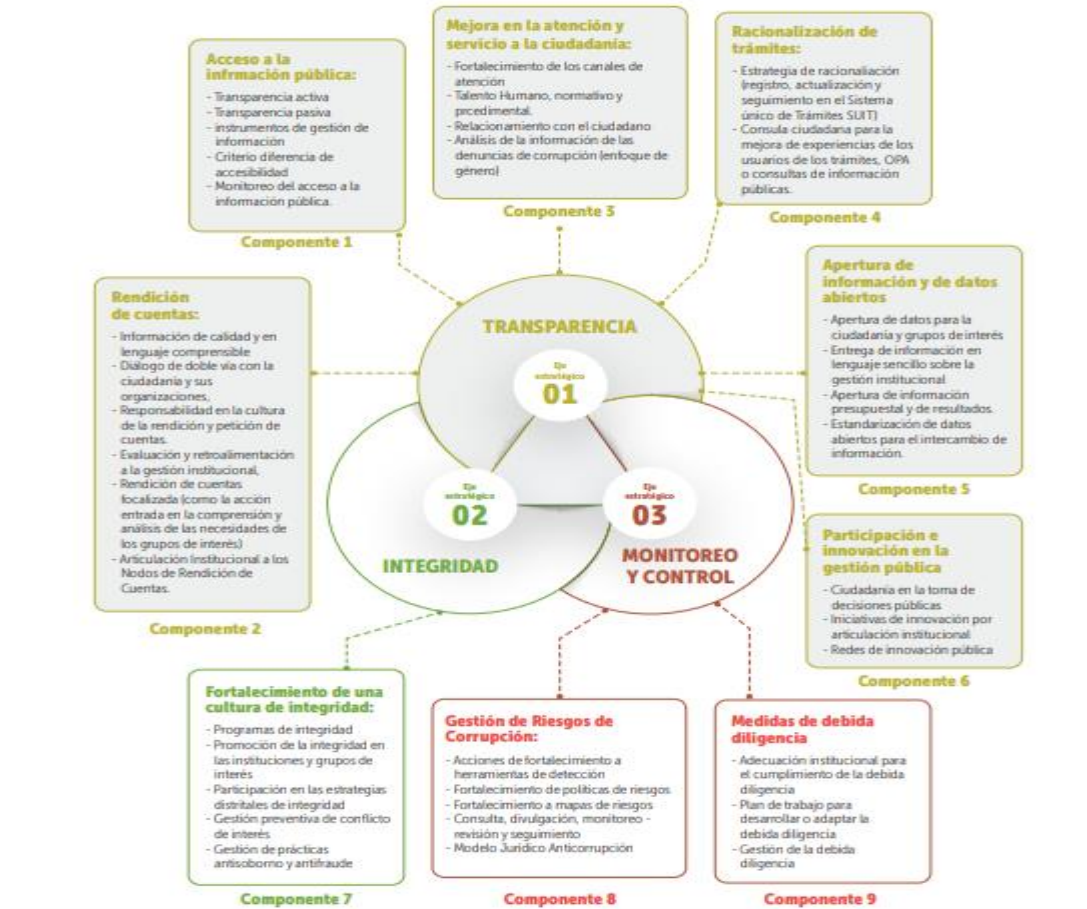 Acceso a la
infrmación pública:
- Transparencia activa
- Transparencia pasiva
- instrumentos de gestión de
información
- Criterio diferencia de
accesibilidad
- Monitoreo del acceso a la
información pública.
Componente 1
Mejora en la atención y
servicio a la ciudadanía:
- Fortalecimiento de los canales de
atención
- Talento Humano, normativo y
prcedimental.
- Relacionamiento con el ciudadano
- Análisis de la información de las
denuncias de corrupción (enfoque de
género)
Componente 3
Racionalización de
trámites:
- Estrategia de racionaliación
(registro, actualización y
seguimiento en el Sistema
único de Trámites SUIT)
- Consula ciudadana para la
mejora de experiencias de los
usuarios de los trámites, OPA
o consultas de información
públicas.
Componente 4
Rendición
de cuentas:
- Información de calidad y en
lenguaje comprensible
- Diálogo de doble vía con la
ciudadanía y sus
organizaciones,
- Responsabilidad en la cultura
de la rendición y petición de
cuentas.
- Evaluación y retroalimentación
a la gestión institucional,
- Rendición de cuentas
focalizada (como la acción
entrada en la comprensión y
análisis de las necesidades de
los grupos de interés)
- Articulación Institucional a los
Nodos de Rendición de
Cuentas.
Componente 2
TRANSPARENCIA
Eje
estratégico
01
Eje
estratégico
02
INTEGRIDAD
Eje
estratégico
03
MONITOREO
Y CONTROL
Apertura de
información y de datos
abiertos
- Apertura de datos para la
ciudadanía y grupos de interés
- Entrega de información en
lenguaje sencillo sobre la
gestión institucional
- Apertura de información
presupuestal y de resultados.
- Estandarización de datos
abiertos para el intercambio de
información.
Componente 5
Participación e
innovación en la
gestión pública
- Ciudadanía en la toma de
decisiones públicas
- Iniciativas de innovación por
articulación institucional
- Redes de innovación pública
Componente 6
Fortalecimiento de una
cultura de integridad:
- Programas de integridad
- Promoción de la integridad en
las instituciones y grupos de
interés
- Participación en las estrategias
distritales de integridad
- Gestión preventiva de conflicto
de interés
- Gestión de prácticas
antisoborno y antifraude
Componente 7
Gestión de Riesgos de
Corrupción:
- Acciones de fortalecimiento a
herramientas de detección
- Fortalecimiento de políticas de riesgos
- Fortalecimiento a mapas de riesgos
- Consulta, divulgación, monitoreo -
revisión y seguimiento
- Modelo Jurídico Anticorrupción
Componente 8
Medidas de debida
diligencia
- Adecuación institucional para
el cumplimiento de la debida
diligencia
- Plan de trabajo para
desarrollar o adaptar la
debida diligencia
- Gestión de la debida
diligencia
Componente 9